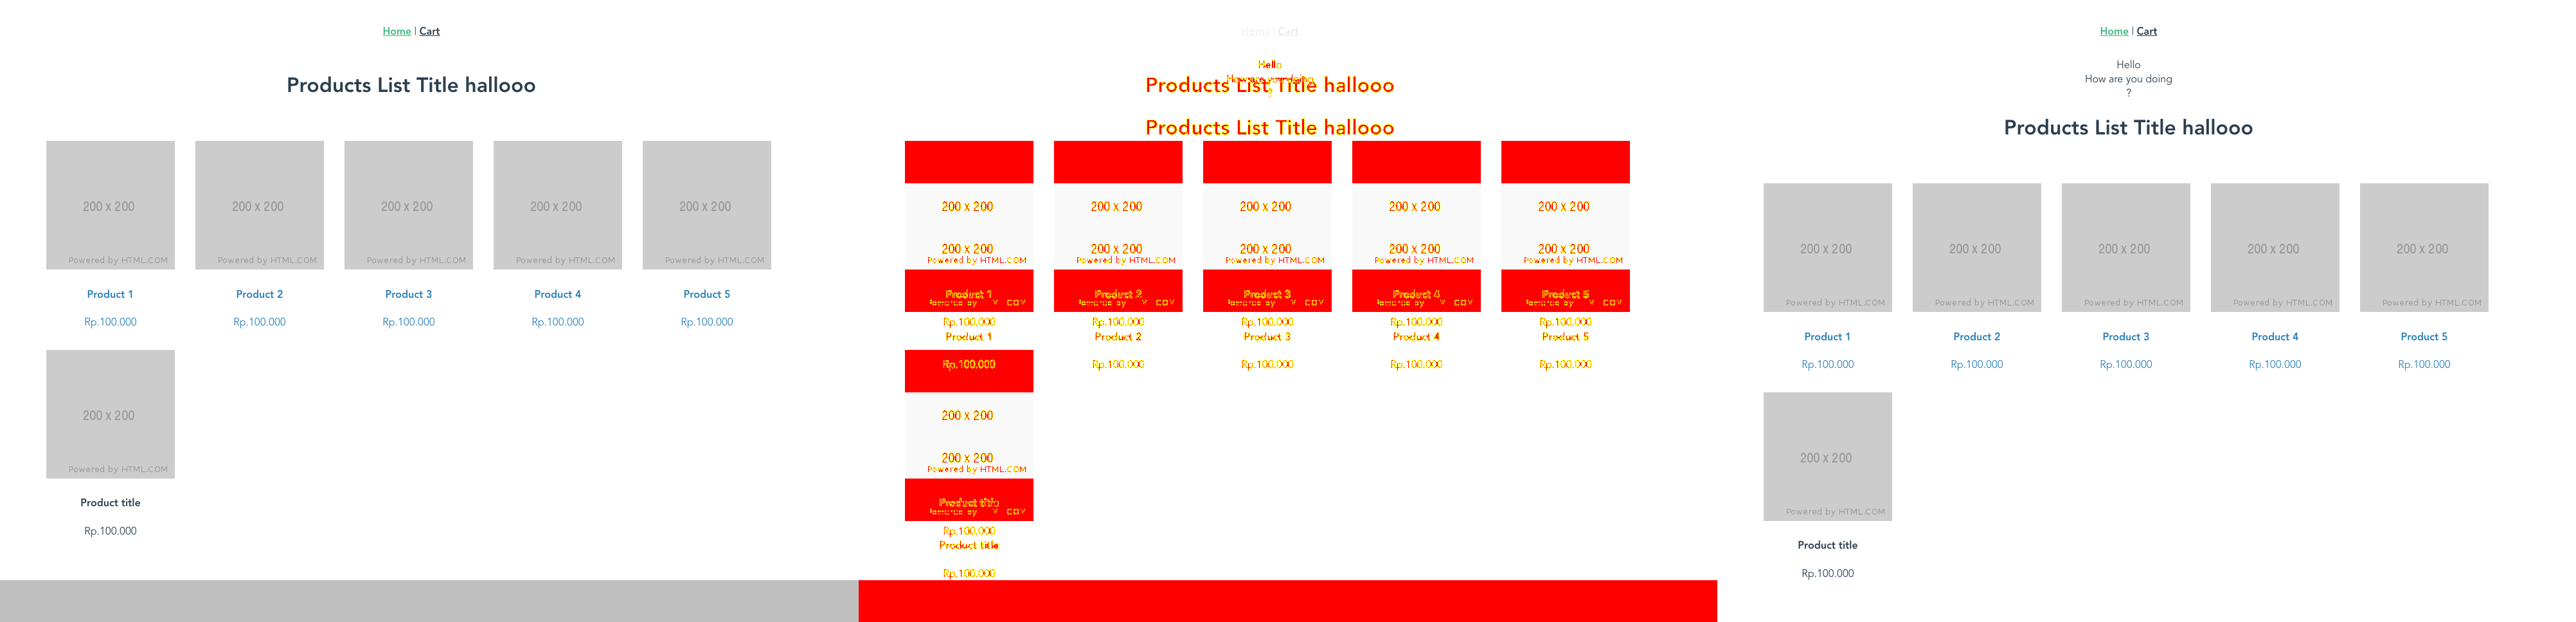 Home | Cart
Products List Title hallooo
200 x 200 200 x 200 200 x 200 200 x 200 200 x 200
Powered by HTML.COM Powered by HTML.COM Powered by HTML.COM Powered by HTML.COM Powered by HTML.COM
Product 1 Product 2 Product 3 Product 4 Product 5
Rp.100.000 Rp.100.000 Rp.100.000 Rp.100.000 Rp.100.000
200 x 200
Powered by HTML.COM
Product title
Rp.100.000
Home | Cart
Hello
How are you doing
?
Products List Title hallooo
Products List Title hallooo
200 x 200 200 x 200 200 x 200 200 x 200 200 x 200
200 x 200 200 x 200 200 x 200 200 x 200 200 x 200
Powered by HTML.COM Powered by HTML.COM Powered by HTML.COM Powered by HTML.COM Powered by HTML.COM
Product 1 Product 2 Product 3 Product 4 Product 5
Rp.100.000 Rp.100.000 Rp.100.000 Rp.100.000 Rp.100.000
Product 1 Product 2 Product 3 Product 4 Product 5
Rp.100.000 Rp.100.000 Rp.100.000 Rp.100.000 Rp.100.000
200 x 200
200 x 200
Powered by HTML.COM
Product title
Rp.100.000
Product title
Rp.100.000
Home | Cart
Hello
How are you doing
?
Products List Title hallooo
200 x 200 200 x 200 200 x 200 200 x 200 200 x 200
Powered by HTML.COM Powered by HTML.COM Powered by HTML.COM Powered by HTML.COM Powered by HTML.COM
Product 1 Product 2 Product 3 Product 4 Product 5
Rp.100.000 Rp.100.000 Rp.100.000 Rp.100.000 Rp.100.000
200 x 200
Powered by HTML.COM
Product title
Rp.100.000